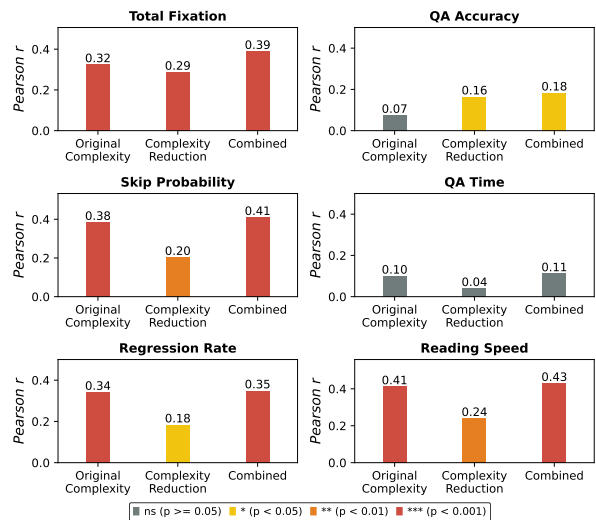 Total Fixation
Pearson r
0.4
0.2
0.0
0.32
0.29
0.39
Original
Complexity
Complexity
Reduction
Combined
QA Accuracy
Pearson r
0.4
0.2
0.0
0.07
0.16
0.18
Original
Complexity
Complexity
Reduction
Combined
Skip Probability
Pearson r
0.4
0.2
0.0
0.38
0.20
0.41
Original
Complexity
Complexity
Reduction
Combined
QA Time
Pearson r
0.4
0.2
0.0
0.10
0.04
0.11
Original
Complexity
Complexity
Reduction
Combined
Regression Rate
Pearson r
0.4
0.2
0.0
0.34
0.18
0.35
Original
Complexity
Complexity
Reduction
Combined
Reading Speed
Pearson r
0.4
0.2
0.0
0.41
0.24
0.43
Original
Complexity
Complexity
Reduction
Combined
ns (p >= 0.05) * (p < 0.05) ** (p < 0.01) *** (p < 0.001)